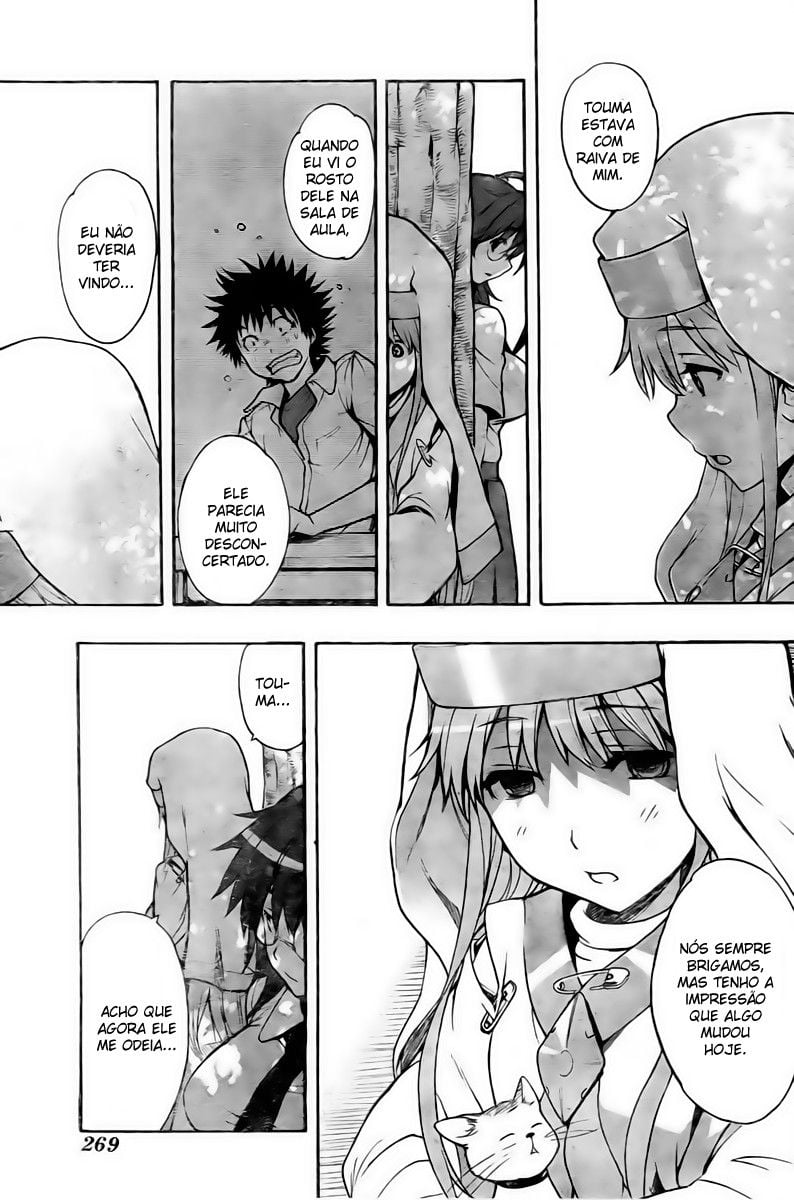 TOUMA
ESTAVA
COM
RAIVA DE
MIM.
QUANDO
EU VI O
ROSTO
DELE NA
SALA DE
AULA,
ELE
PARECIA
MUITO
DESCON-
CERTADO.
EU NÃO
DEVERIA
TER
VINDO...
NÓS SEMPRE
BRIGAMOS,
MAS TENHO A
IMPRESSÃO
QUE ALGO
MUDOU
HOJE.
TOU-
MA...
ACHO QUE
AGORA ELE
ME ODEIA...
269